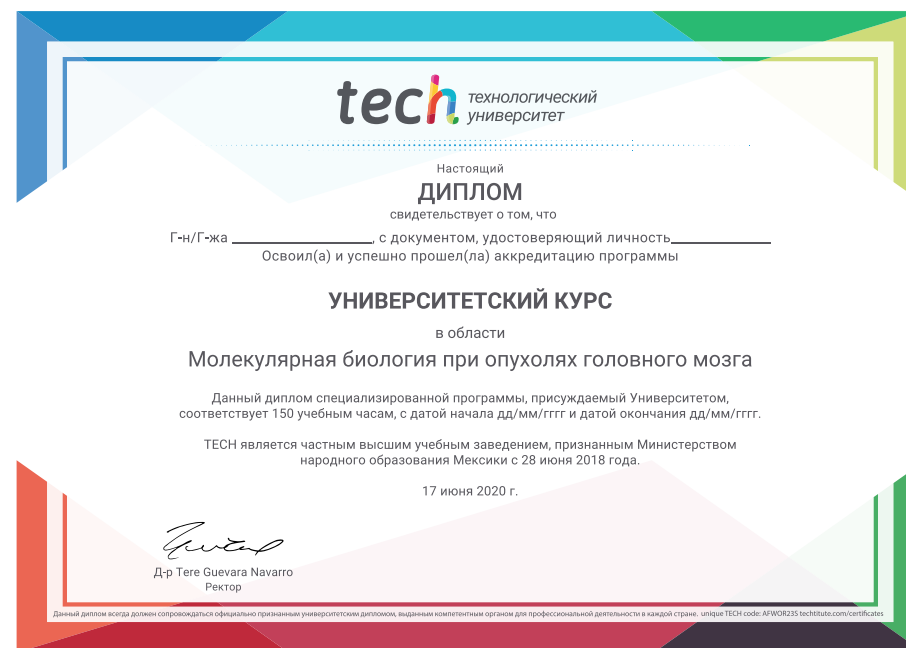 tech технологический университет
Настоящий
ДИПЛОМ
свидетельствует о том, что
Г-н/Г-жа ________________, с документом, удостоверяющий личность____________
Освоил(а) и успешно прошел(ла) аккредитацию программы
УНИВЕРСИТЕТСКИЙ КУРС
в области
Молекулярная биология при опухолях головного мозга
Данный диплом специализированной программы, присуждаемый Университетом,
соответствует 150 учебным часам, с датой начала дд/мм/гггг и датой окончания дд/мм/гггг.
TECH является частным высшим учебным заведением, признанным Министерством
народного образования Мексики с 28 июня 2018 года.
17 июня 2020 г.
Д-р Tere Guevara Navarro
Ректор
Данный диплом всегда должен сопровождаться официально признанным университетским дипломом, выданным компетентным органом для профессиональной деятельности в каждой стране. unique TECH code: AFWOR23S techtitute.com/certificates